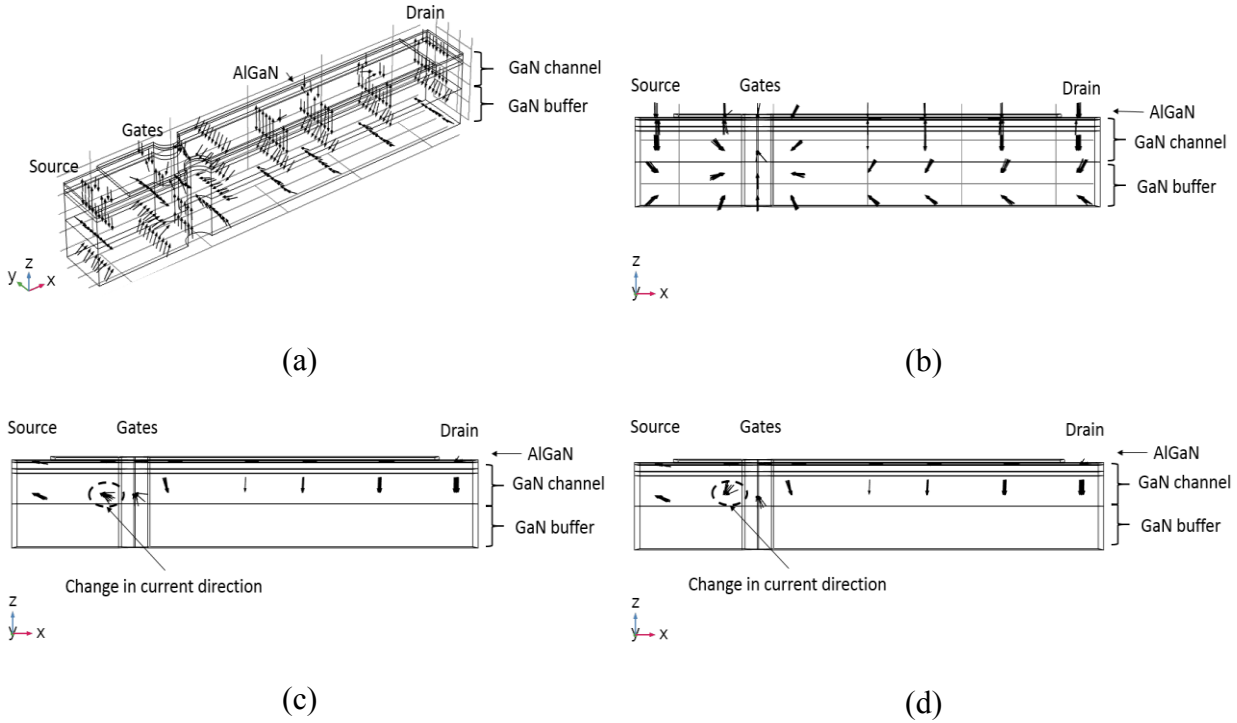 Drain
GaN channel
AlGaN
GaN buffer
Gates
Source
z
y
x
(a)
Source
Gates
Drain
AlGaN
GaN channel
GaN buffer
z
y
x
(b)
Source
Gates
Drain
AlGaN
GaN channel
GaN buffer
Change in current direction
z
y
x
(c)
Source
Gates
Drain
AlGaN
GaN channel
GaN buffer
Change in current direction
z
y
x
(d)